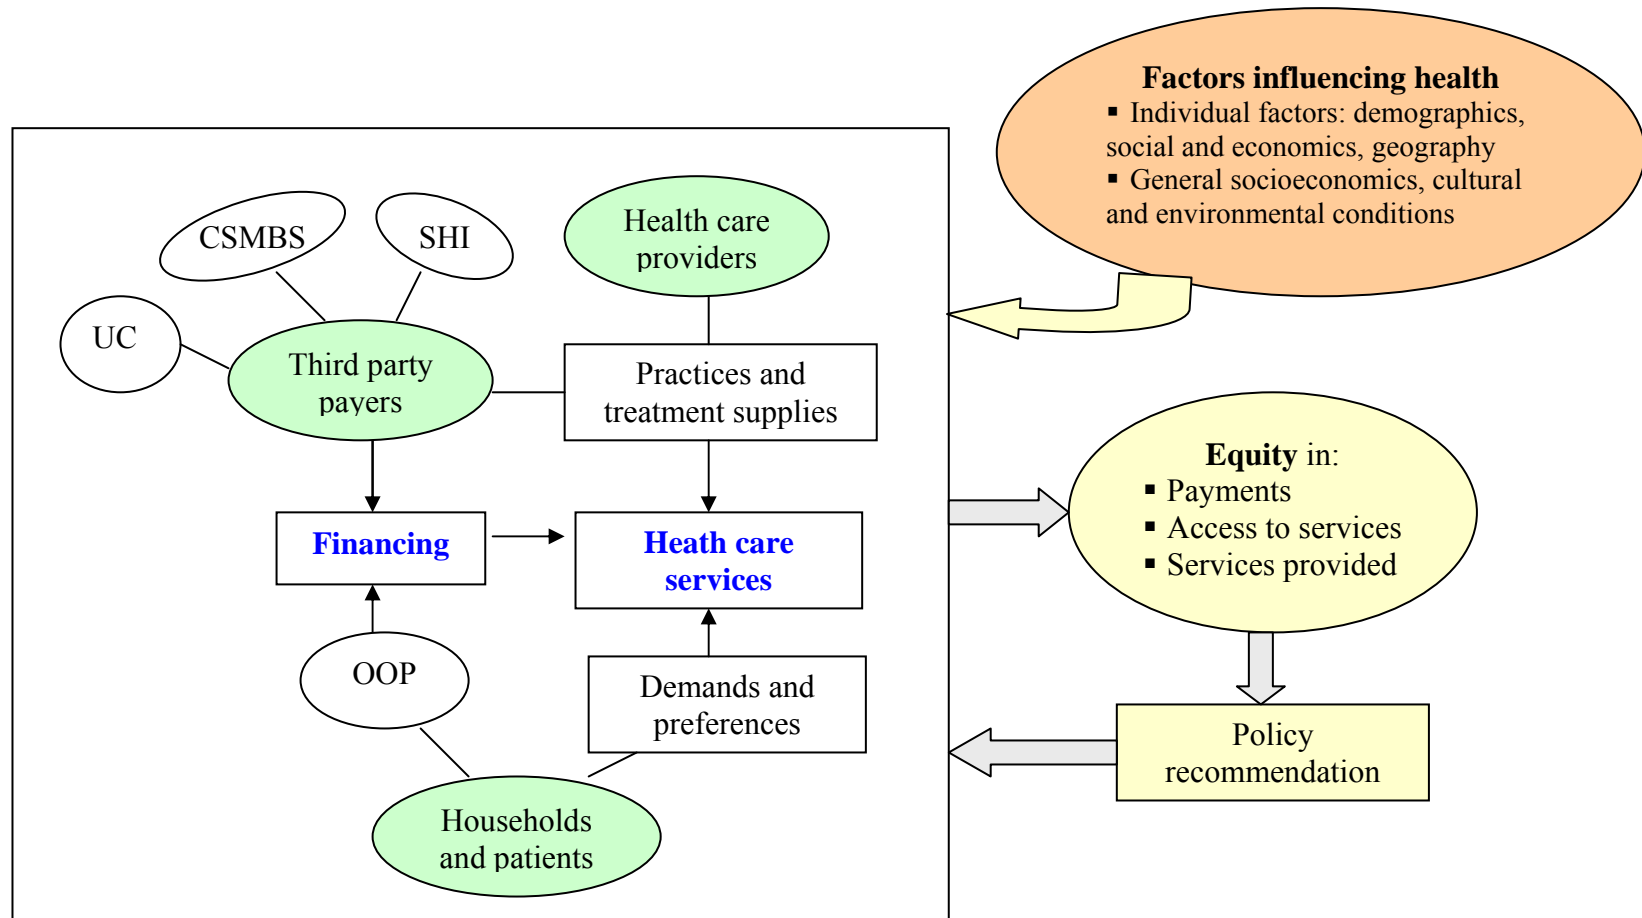 Factors influencing health
▪ Individual factors: demographics,
social and economics, geography
▪ General socioeconomics, cultural
and environmental conditions
CSMBS
SHI
Health care
providers
UC
Third party
payers
Practices and
treatment supplies
Equity in:
▪ Payments
▪ Access to services
▪ Services provided
Financing
Heath care
services
OOP
Demands and
preferences
Policy
recommendation
Households
and patients